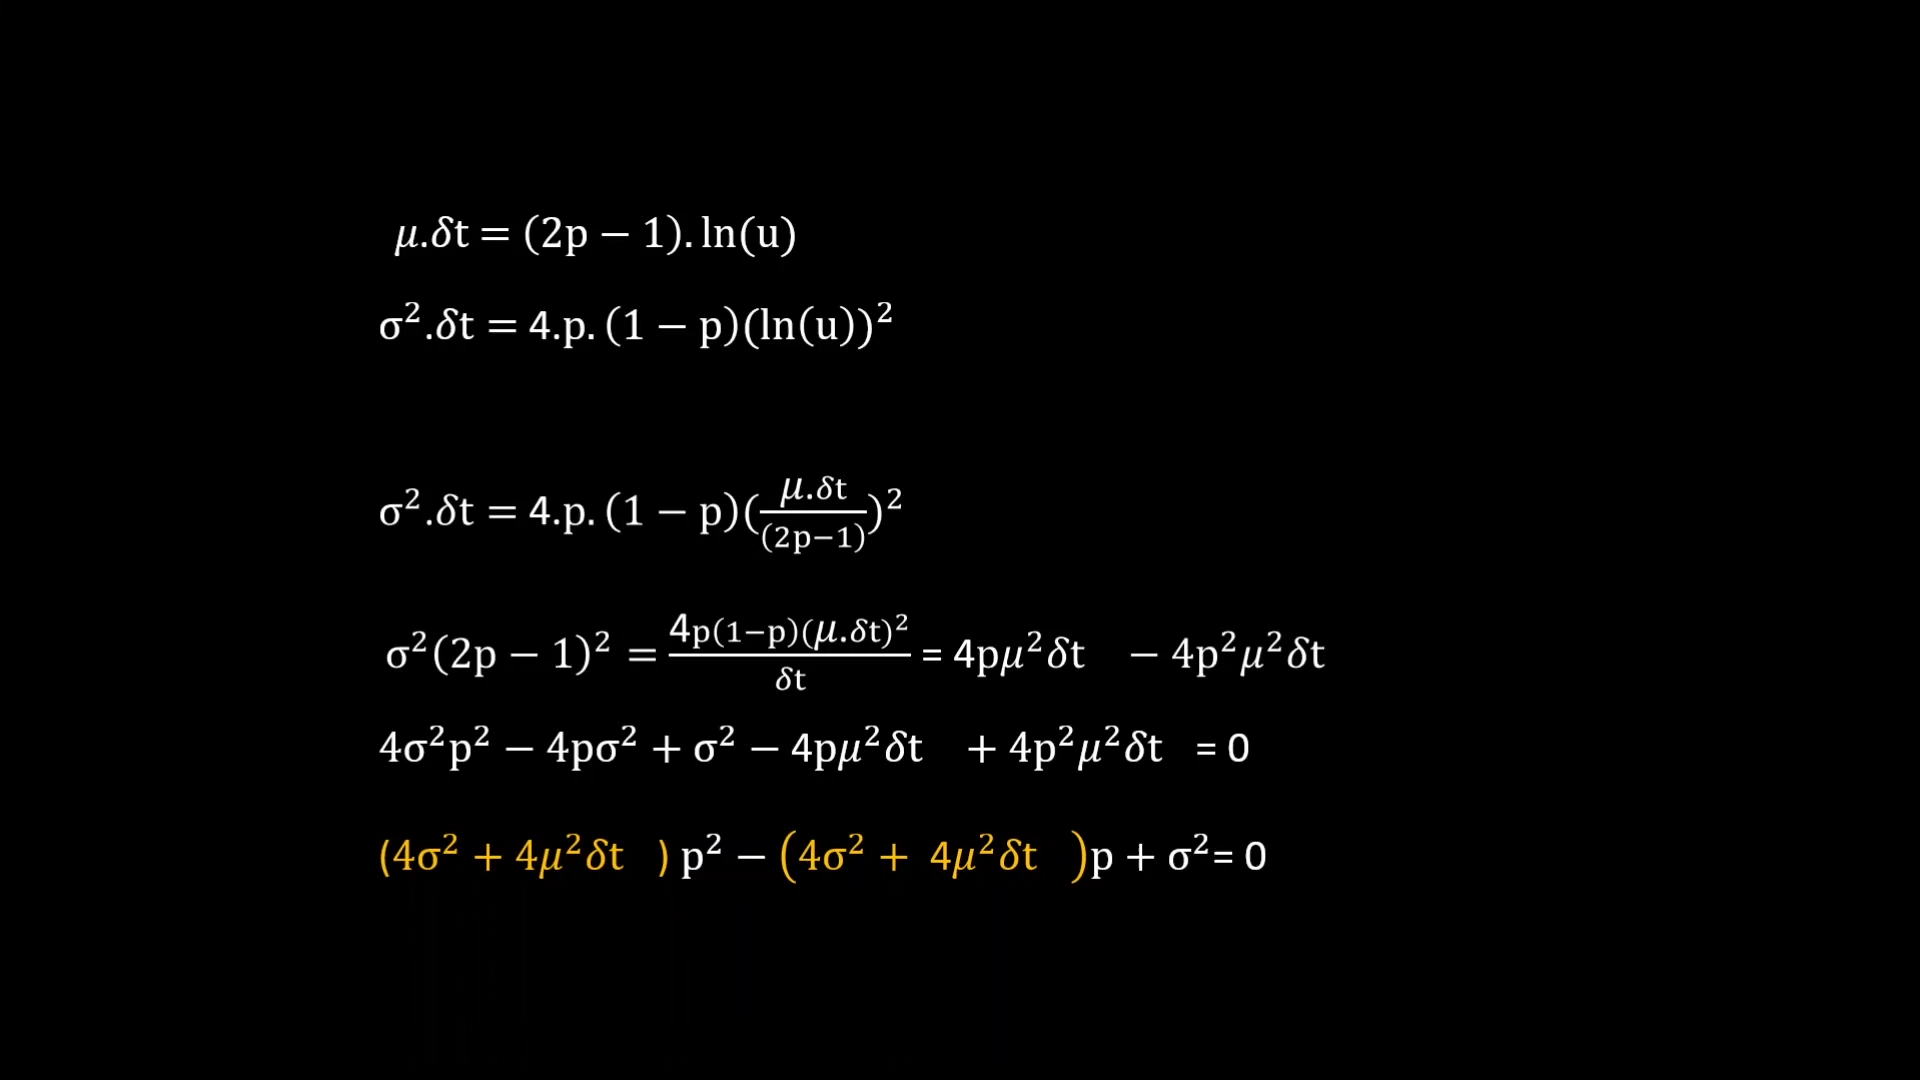 μ.δt = (2p − 1). ln(u)
σ².δt = 4.p. (1 − p)(ln(u))²
σ².δt = 4.p. (1 − p)(μ.δt/(2p−1))²
σ²(2p − 1)² = 4p(1−p)(μ.δt)²/δt = 4pμ²δt − 4p²μ²δt
4σ²p² − 4pσ² + σ² − 4pμ²δt + 4p²μ²δt = 0
(4σ² + 4μ²δt ) p² − (4σ² + 4μ²δt )p + σ²= 0